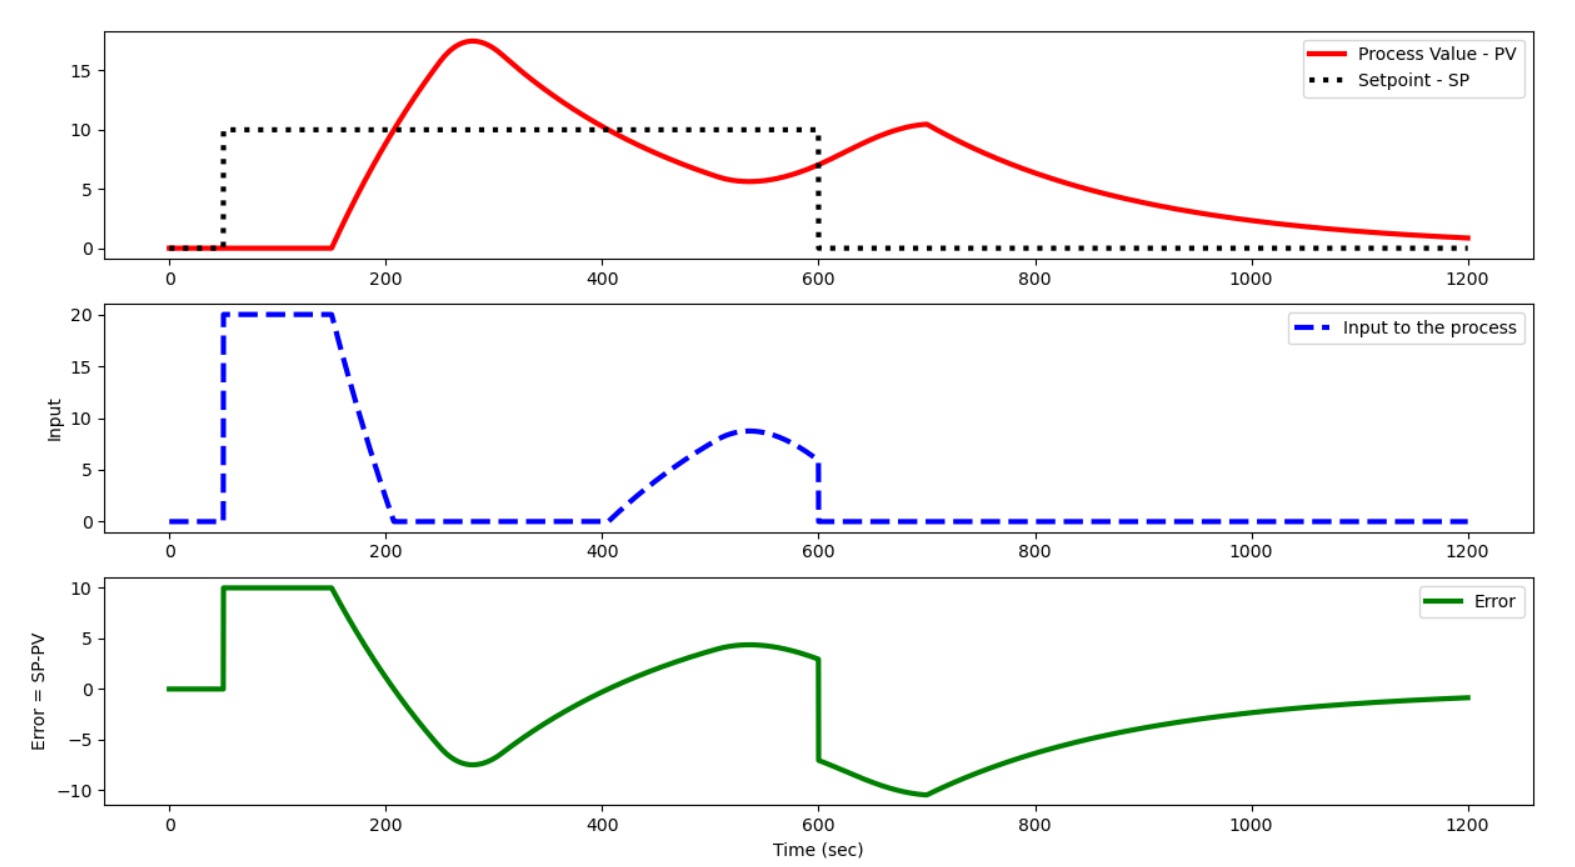 Process Value - PV
Setpoint - SP
15
10
5
0
0 200 400 600 800 1000 1200
Input to the process
Input
20
15
10
5
0
0 200 400 600 800 1000 1200
Error
Error = SP-PV
10
5
0
−5
−10
0 200 400 600 800 1000 1200
Time (sec)